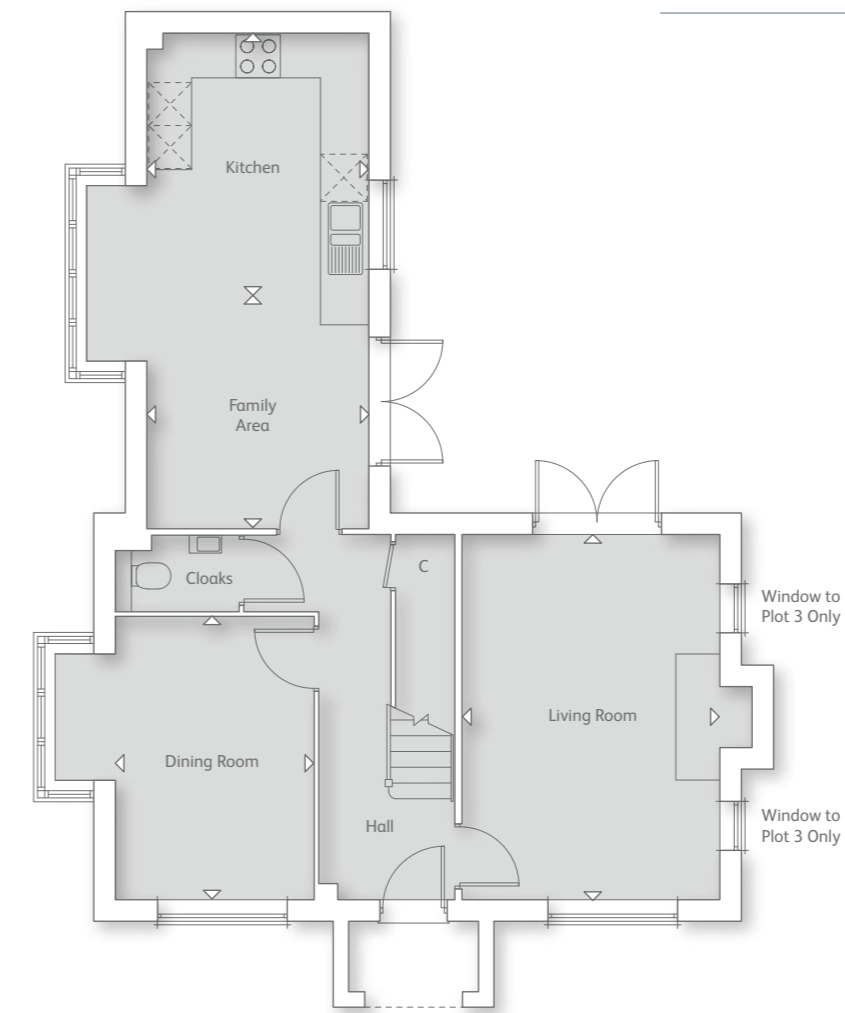 Kitchen
Family
Area
Cloaks
C
Window to
Plot 3 Only
Living Room
Dining Room
Hall
Window to
Plot 3 Only